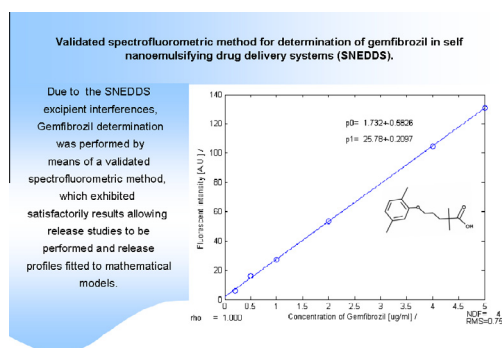 Validated spectrofluorometric method for determination of gemfibrozil in self
nanoemulsifying drug delivery systems (SNEDDS).
Due to the SNEDDS
excipient interferences,
Gemfibrozil determination
was performed by
means of a validated
spectrofluorometric method,
which exhibited
satisfactorily results allowing
release studies to be
performed and release
profiles fitted to mathematical
models.
Fluorescent intensity [A.U] /
140
120
100
80
60
40
20
0
p0= 1.732+-0.5826
p1= 25.78+-0.2097
O
O
OH
0 0.5 1 1.5 2 2.5 3 3.5 4 4.5 5
rho = 1.000
Concentration of Gemfibrozil [ug/ml] /
NDF= 4
RMS=0.75